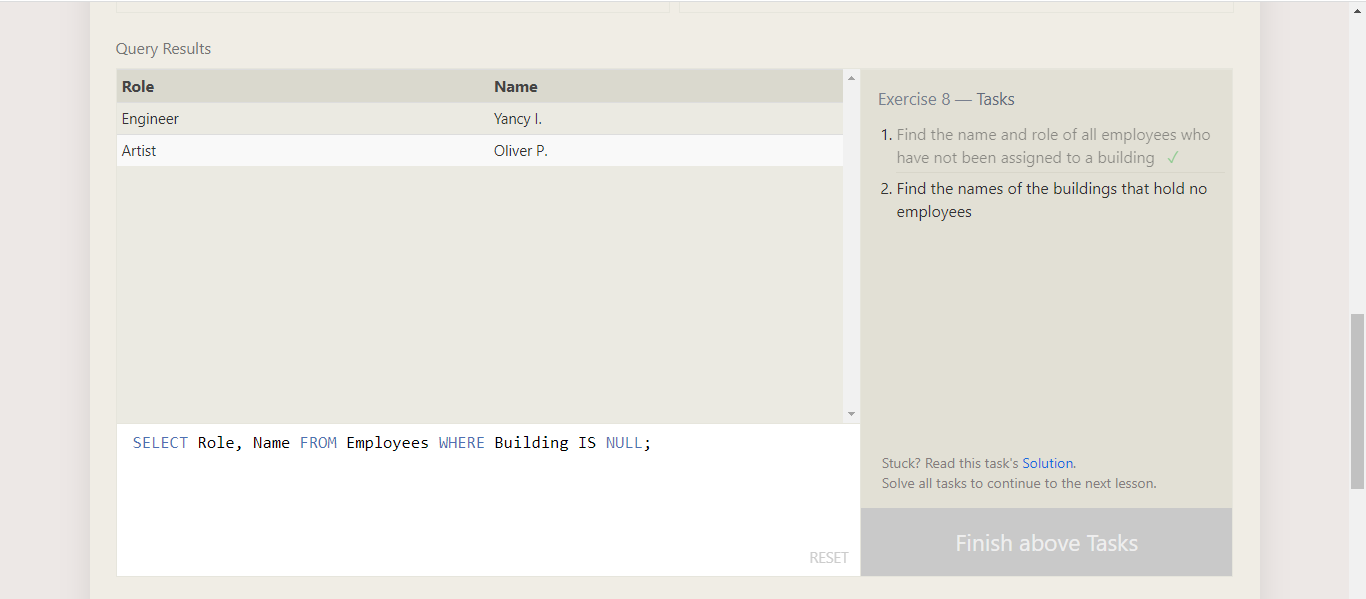 Query Results
Role Name
Engineer Yancy I.
Artist Oliver P.
SELECT Role, Name FROM Employees WHERE Building IS NULL;
RESET
Exercise 8 — Tasks
1. Find the name and role of all employees who
have not been assigned to a building ✓
2. Find the names of the buildings that hold no
employees
Stuck? Read this task's Solution.
Solve all tasks to continue to the next lesson.
Finish above Tasks